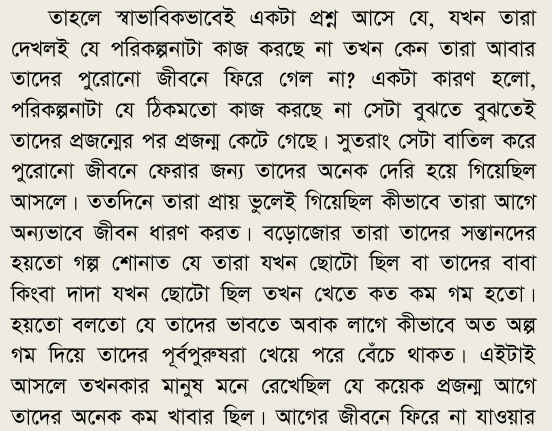 তাহলে স্বাভাবিকভাবেই একটা প্রশ্ন আসে যে, যখন তারা
দেখলই যে পরিকল্পনাটা কাজ করছে না তখন কেন তারা আবার
তাদের পুরোনো জীবনে ফিরে গেল না? একটা কারণ হলো,
পরিকল্পনাটা যে ঠিকমতো কাজ করছে না সেটা বুঝতে বুঝতেই
তাদের প্রজন্মের পর প্রজন্ম কেটে গেছে। সুতরাং সেটা বাতিল করে
পুরোনো জীবনে ফেরার জন্য তাদের অনেক দেরি হয়ে গিয়েছিল
আসলে। ততদিনে তারা প্রায় ভুলেই গিয়েছিল কীভাবে তারা আগে
অন্যভাবে জীবন ধারণ করত। বড়োজোর তারা তাদের সন্তানদের
হয়তো গল্প শোনাত যে তারা যখন ছোটো ছিল বা তাদের বাবা
কিংবা দাদা যখন ছোটো ছিল তখন খেতে কত কম গম হতো।
হয়তো বলতো যে তাদের ভাবতে অবাক লাগে কীভাবে অত অল্প
গম দিয়ে তাদের পূর্বপুরুষরা খেয়ে পরে বেঁচে থাকত। এইটাই
আসলে তখনকার মানুষ মনে রেখেছিল যে কয়েক প্রজন্ম আগে
তাদের অনেক কম খাবার ছিল। আগের জীবনে ফিরে না যাওয়ার